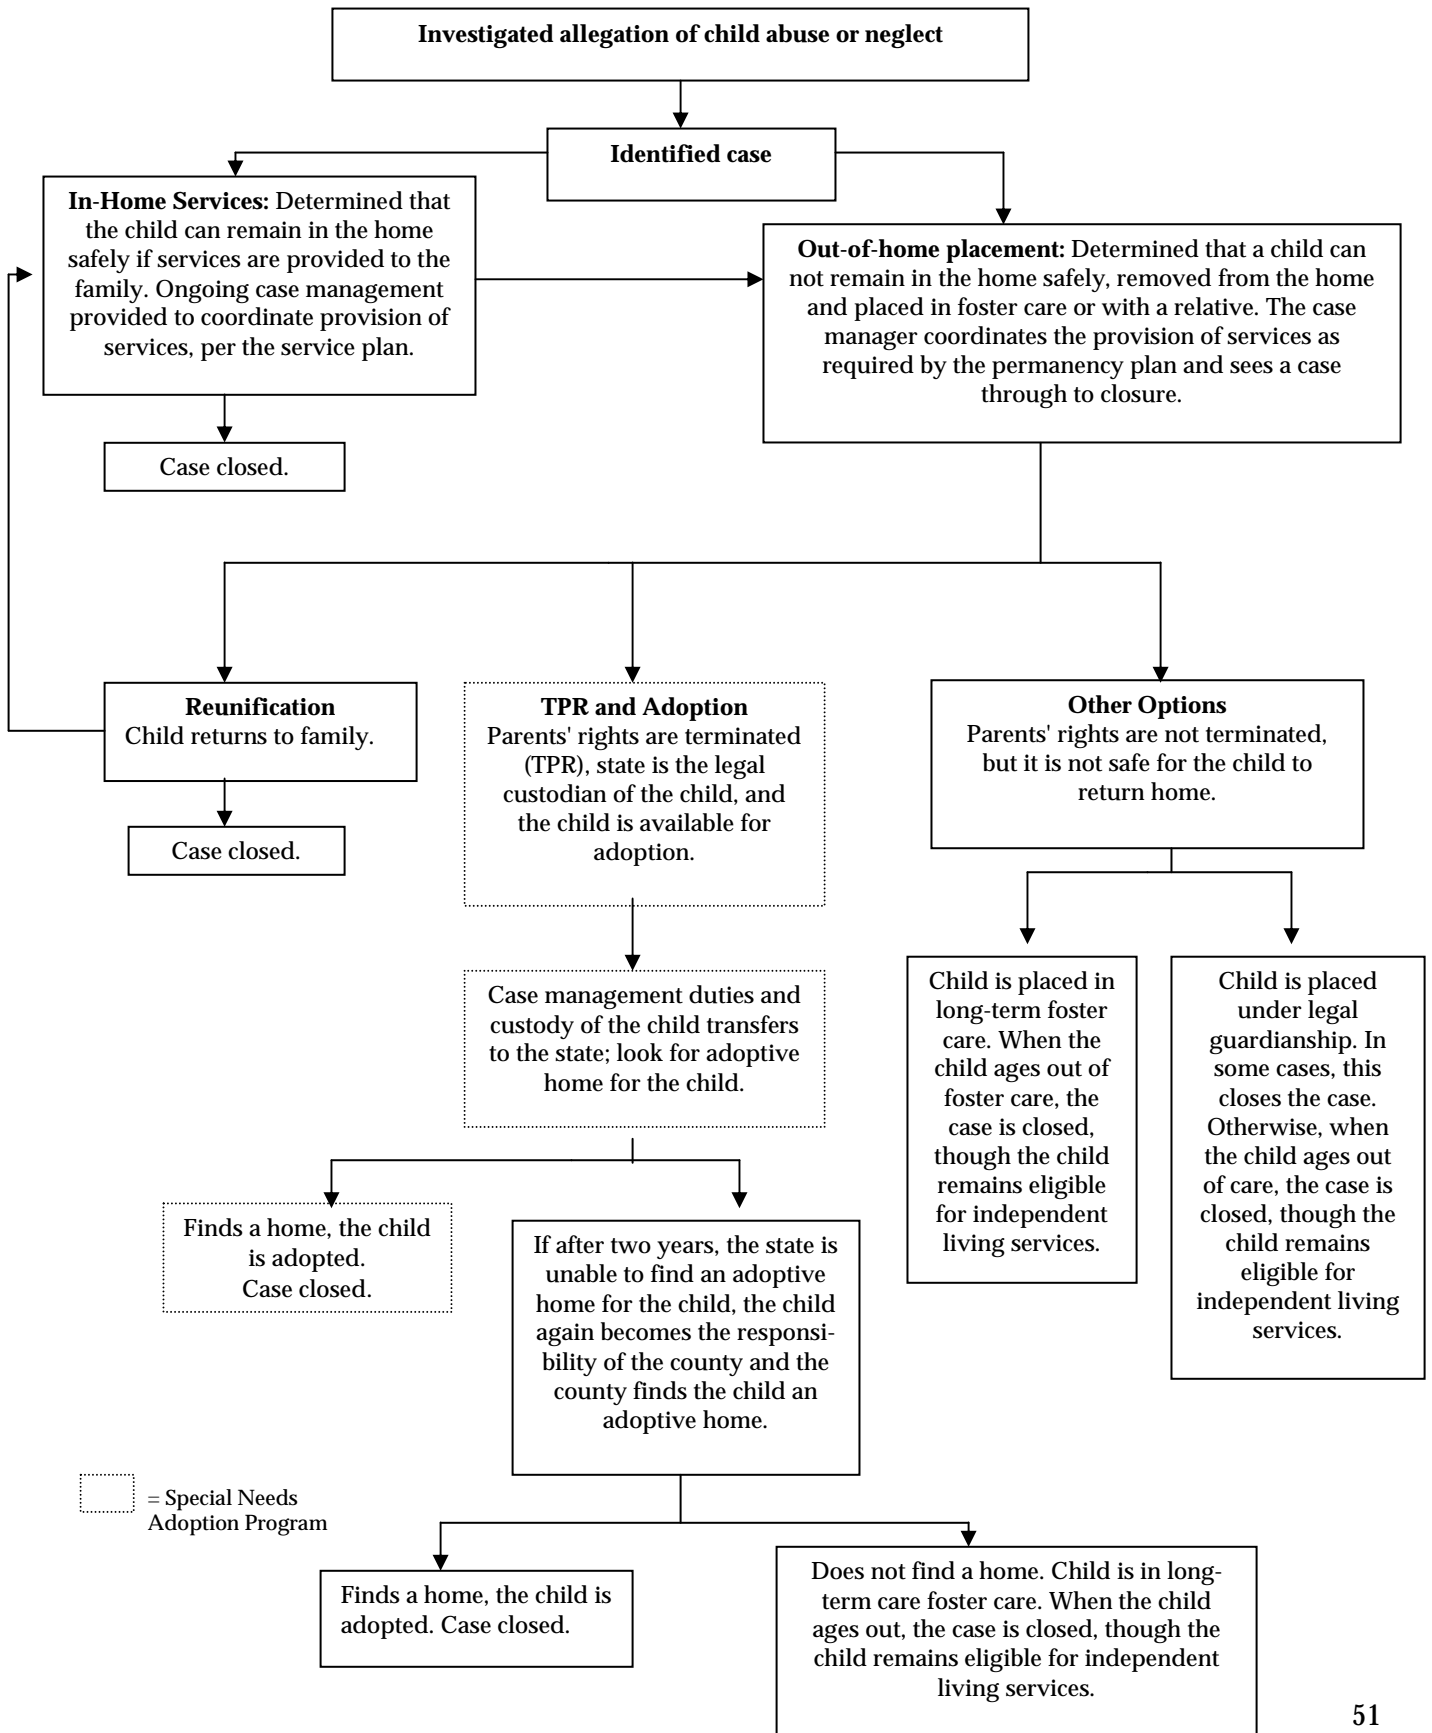 Investigated allegation of child abuse or neglect
Identified case
In-Home Services: Determined that
the child can remain in the home
safely if services are provided to the
family. Ongoing case management
provided to coordinate provision of
services, per the service plan.
Out-of-home placement: Determined that a child can
not remain in the home safely, removed from the home
and placed in foster care or with a relative. The case
manager coordinates the provision of services as
required by the permanency plan and sees a case
through to closure.
Case closed.
Reunification
Child returns to family.
Case closed.
TPR and Adoption
Parents' rights are terminated
(TPR), state is the legal
custodian of the child, and
the child is available for
adoption.
Other Options
Parents' rights are not terminated,
but it is not safe for the child to
return home.
Case management duties and
custody of the child transfers
to the state; look for adoptive
home for the child.
Child is placed in
long-term foster
care. When the
child ages out of
foster care, the
case is closed,
though the child
remains eligible
for independent
living services.
Child is placed
under legal
guardianship. In
some cases, this
closes the case.
Otherwise, when
the child ages out
of care, the case is
closed, though the
child remains
eligible for
independent living
services.
Finds a home, the child
is adopted.
Case closed.
If after two years, the state is
unable to find an adoptive
home for the child, the child
again becomes the responsi-
bility of the county and the
county finds the child an
adoptive home.
= Special Needs
Adoption Program
Finds a home, the child is
adopted. Case closed.
Does not find a home. Child is in long-
term care foster care. When the child
ages out, the case is closed, though the
child remains eligible for independent
living services.
51